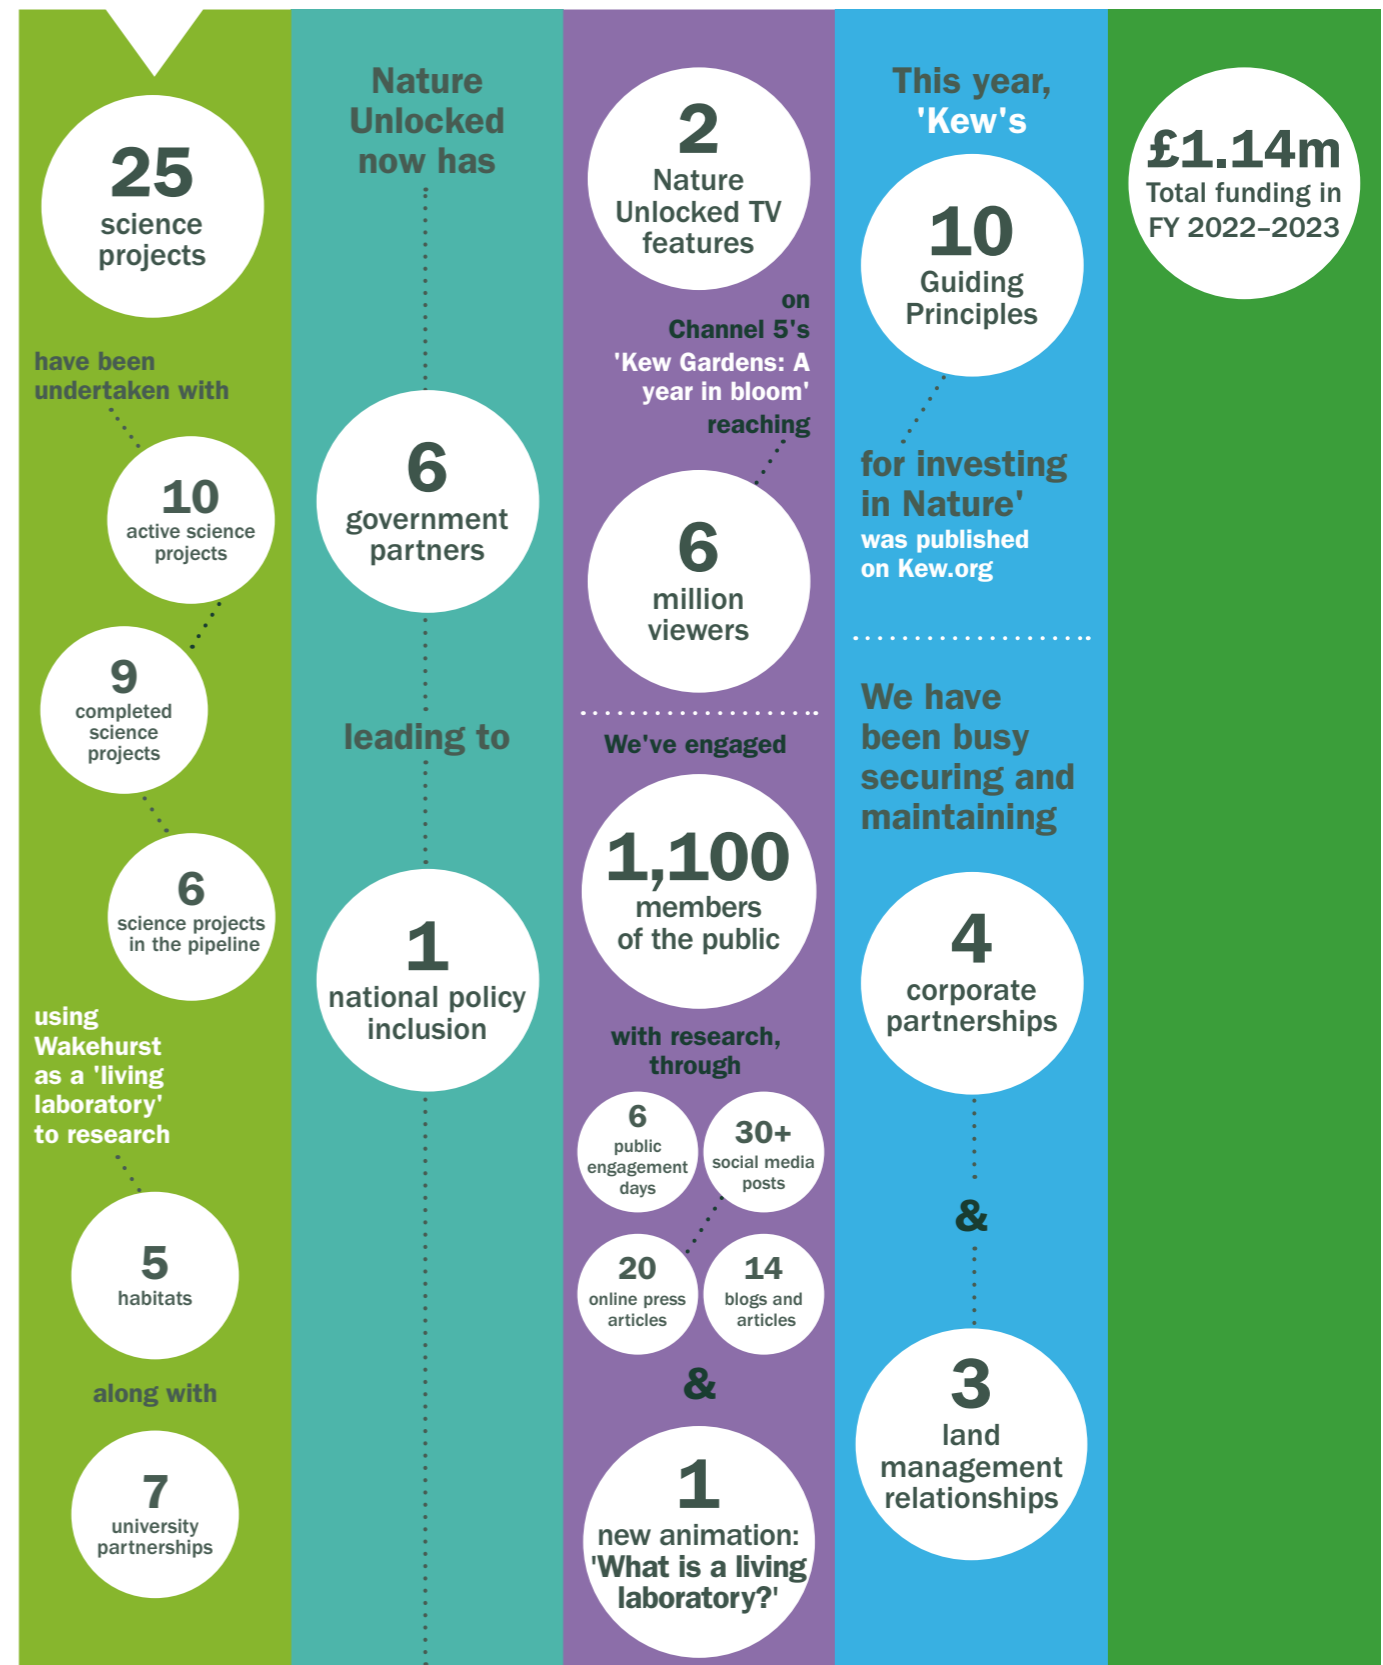 25
science
projects
have been
undertaken with
10
active science
projects
9
completed
science
projects
6
science projects
in the pipeline
using
Wakehurst
as a 'living
laboratory'
to research
5
habitats
along with
7
university
partnerships
Nature
Unlocked
now has
6
government
partners
leading to
1
national policy
inclusion
2
Nature
Unlocked TV
features
on
Channel 5's
'Kew Gardens: A
year in bloom'
reaching
6
million
viewers
We've engaged
1,100
members
of the public
with research,
through
6
public
engagement
days
30+
social media
posts
20
online press
articles
14
blogs and
articles
&
1
new animation:
'What is a living
laboratory?'
This year,
'Kew's
10
Guiding
Principles
for investing
in Nature'
was published
on Kew.org
We have
been busy
securing and
maintaining
4
corporate
partnerships
&
3
land
management
relationships
£1.14m
Total funding in
FY 2022–2023